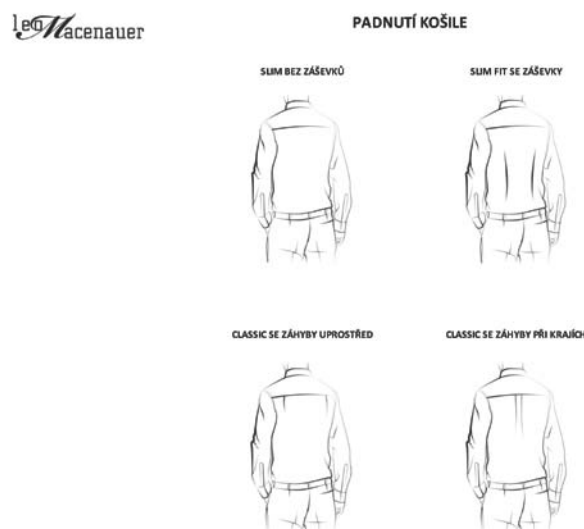 leo Macenauer
PADNUTÍ KOŠILE
SLIM BEZ ZÁŠEVKŮ
SLIM FIT SE ZÁŠEVKY
CLASSIC SE ZÁHYBY UPROSTŘED
CLASSIC SE ZÁHYBY PŘI KRAJÍCH